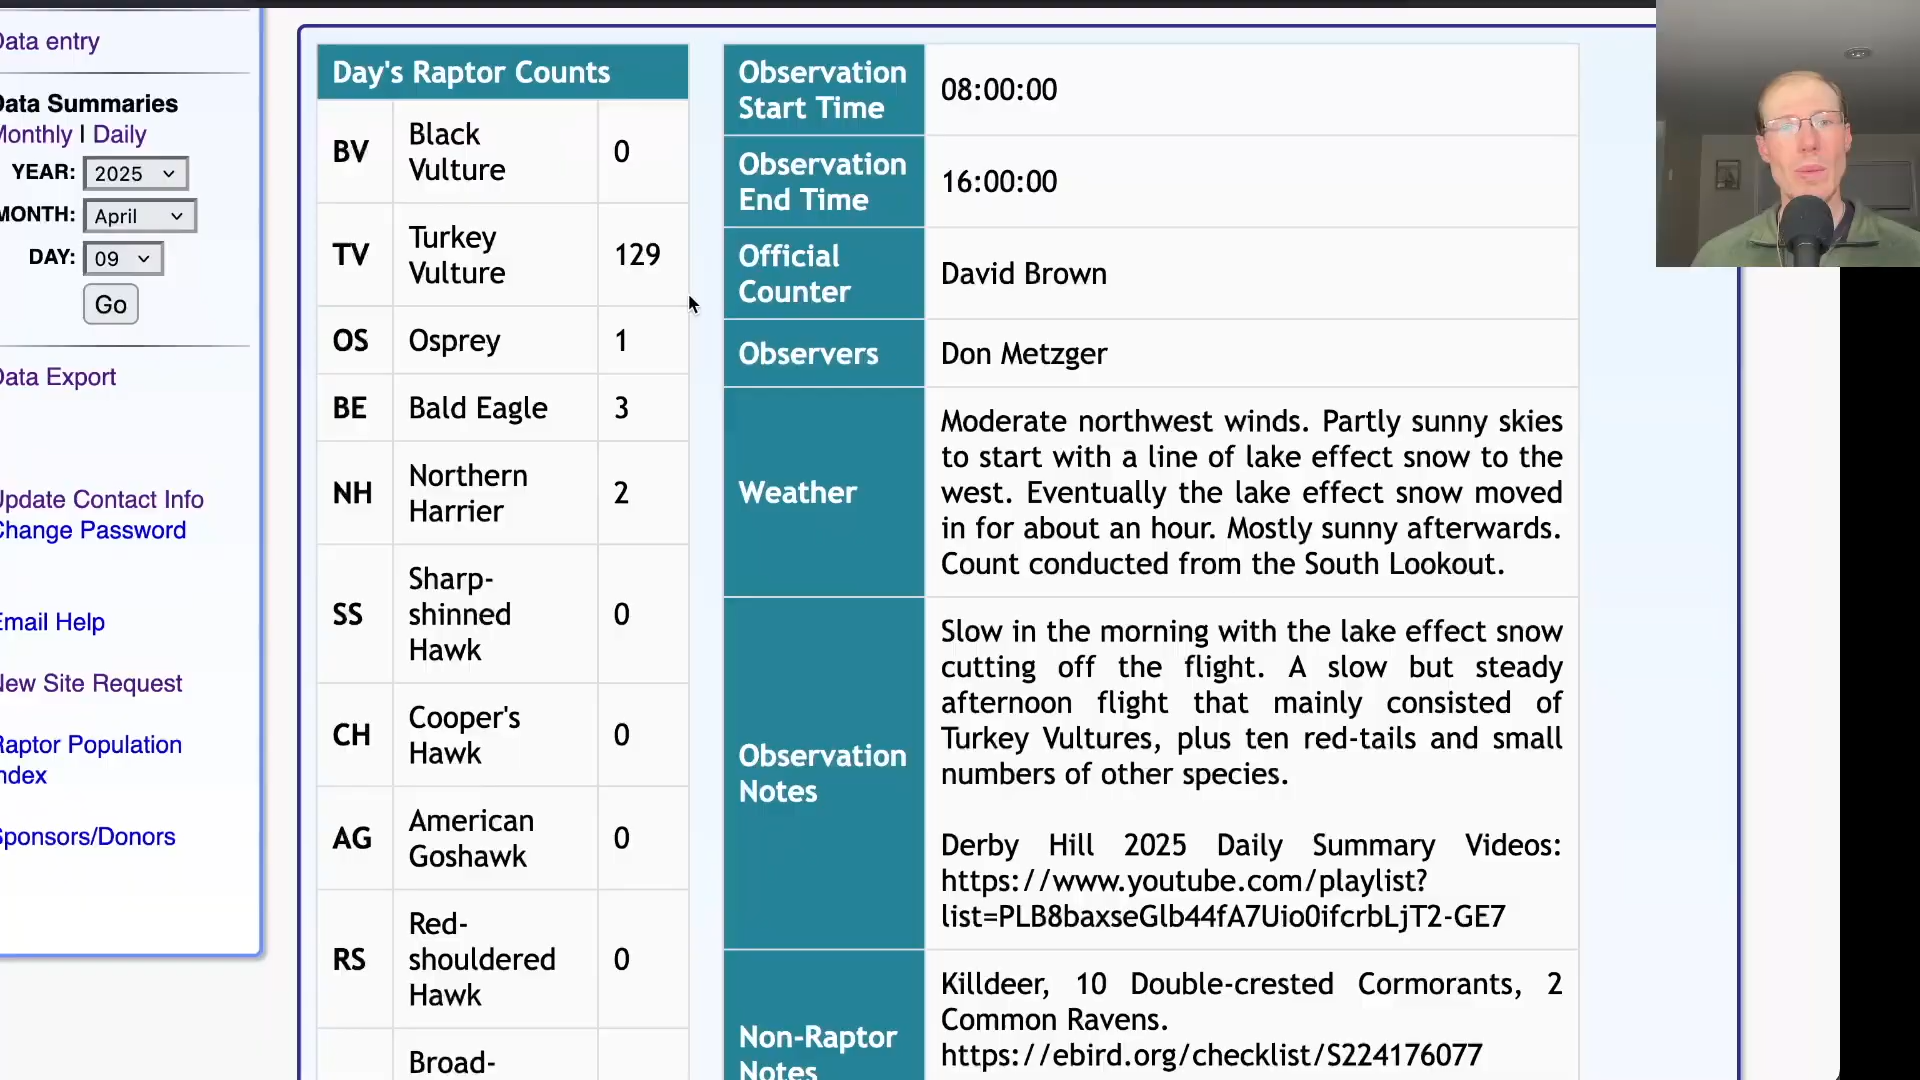 Data entry
Data Summaries
Monthly | Daily
YEAR: 2025
MONTH: April
DAY: 09
Go
Data Export
Update Contact Info
Change Password
Email Help
New Site Request
Raptor Population
Index
Sponsors/Donors
Day's Raptor Counts
BV Black Vulture 0
TV Turkey Vulture 129
OS Osprey 1
BE Bald Eagle 3
NH Northern Harrier 2
SS Sharp-shinned Hawk 0
CH Cooper's Hawk 0
AG American Goshawk 0
RS Red-shouldered Hawk 0
Broad-
Observation Start Time 08:00:00
Observation End Time 16:00:00
Official Counter David Brown
Observers Don Metzger
Weather
Moderate northwest winds. Partly sunny skies
to start with a line of lake effect snow to the
west. Eventually the lake effect snow moved
in for about an hour. Mostly sunny afterwards.
Count conducted from the South Lookout.
Observation Notes
Slow in the morning with the lake effect snow
cutting off the flight. A slow but steady
afternoon flight that mainly consisted of
Turkey Vultures, plus ten red-tails and small
numbers of other species.
Derby Hill 2025 Daily Summary Videos:
https://www.youtube.com/playlist?
list=PLB8baxseGlb44fA7Uio0ifcrbLjT2-GE7
Non-Raptor Notes
Killdeer, 10 Double-crested Cormorants, 2
Common Ravens.
https://ebird.org/checklist/S224176077